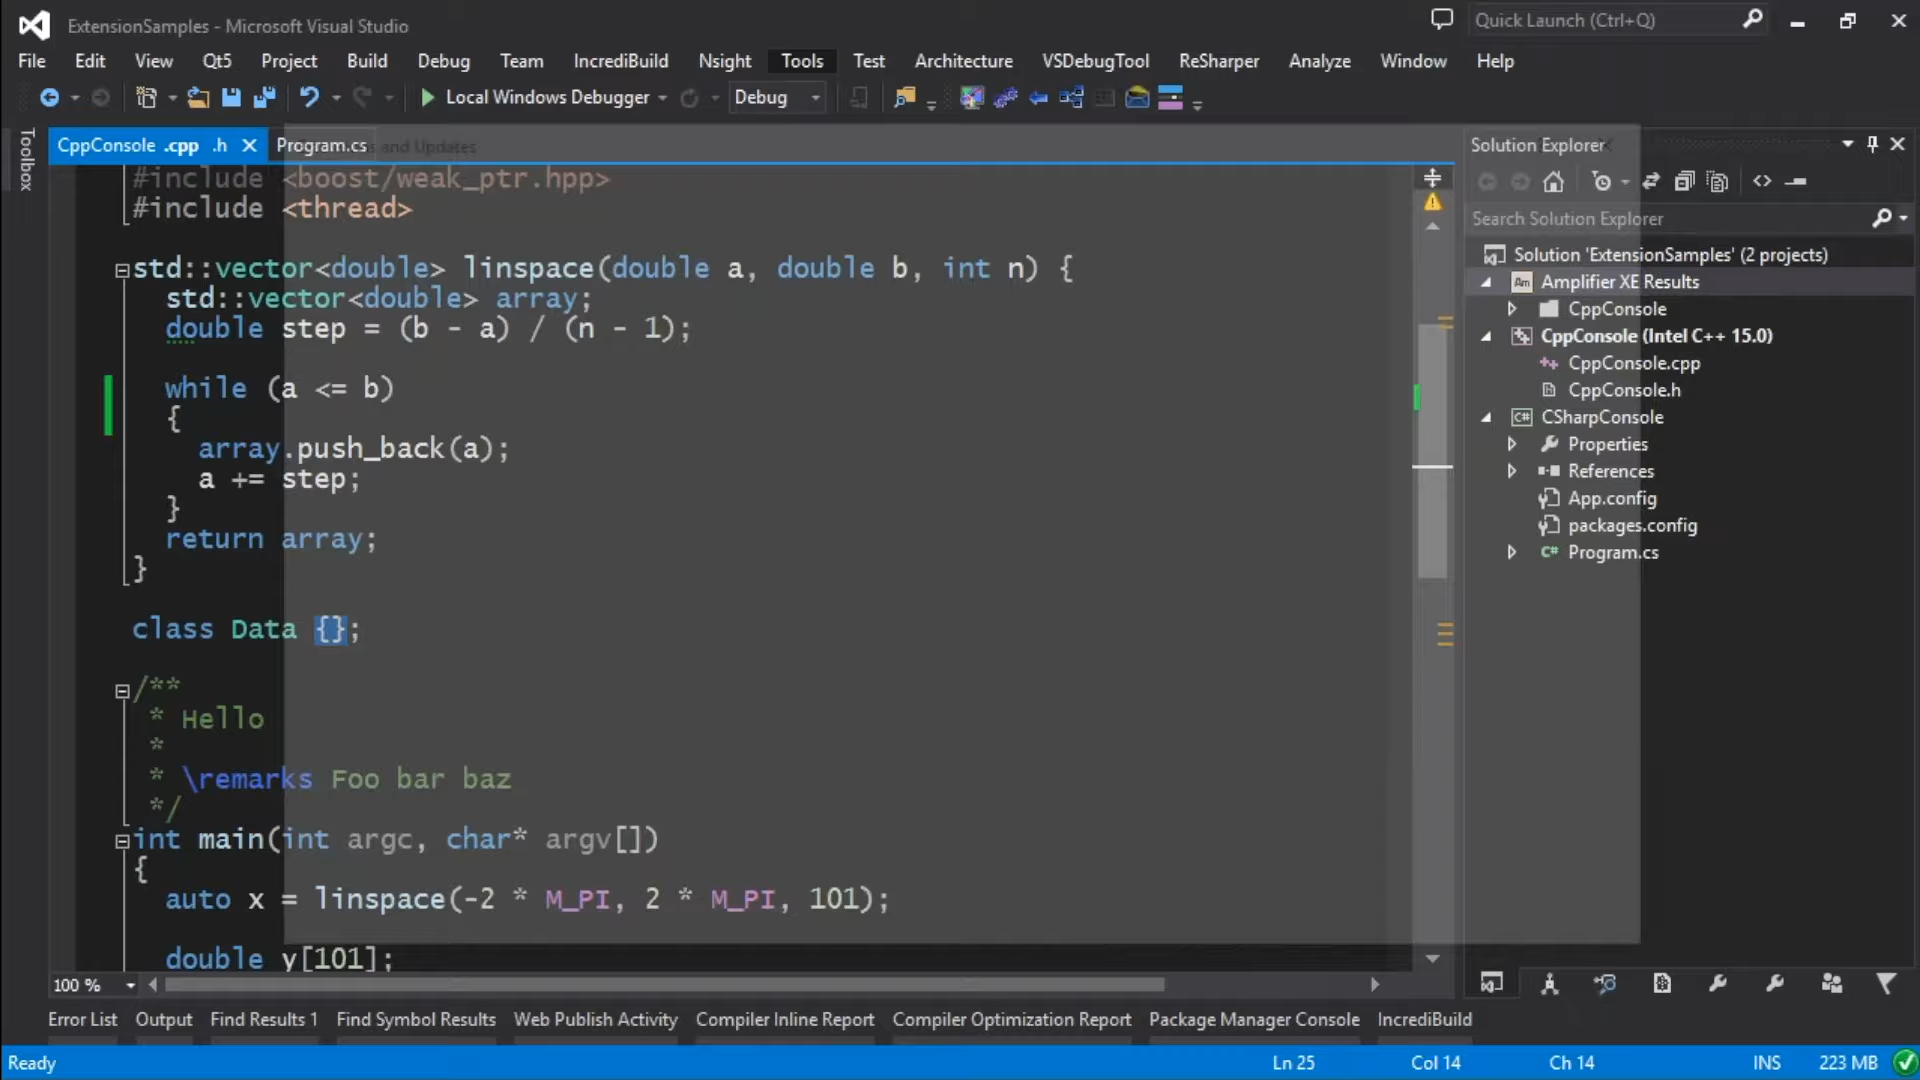 ExtensionSamples - Microsoft Visual Studio
Quick Launch (Ctrl+Q)
File Edit View Qt5 Project Build Debug Team IncrediBuild Nsight Tools Test Architecture VSDebugTool ReSharper Analyze Window Help
Local Windows Debugger Debug
Toolbox
CppConsole .cpp .h Program.cs and Updates
#include <boost/weak_ptr.hpp>
#include <thread>
std::vector<double> linspace(double a, double b, int n) {
std::vector<double> array;
double step = (b - a) / (n - 1);
while (a <= b)
{
array.push_back(a);
a += step;
}
return array;
}
class Data {};
/**
* Hello
*
* \remarks Foo bar baz
*/
int main(int argc, char* argv[])
{
auto x = linspace(-2 * M_PI, 2 * M_PI, 101);
double y[101];
100 %
Solution Explorer
Search Solution Explorer
Solution 'ExtensionSamples' (2 projects)
Am Amplifier XE Results
CppConsole
CppConsole (Intel C++ 15.0)
CppConsole.cpp
CppConsole.h
C# CSharpConsole
Properties
References
App.config
packages.config
C# Program.cs
Error List Output Find Results 1 Find Symbol Results Web Publish Activity Compiler Inline Report Compiler Optimization Report Package Manager Console IncrediBuild
Ready Ln 25 Col 14 Ch 14 INS 223 MB